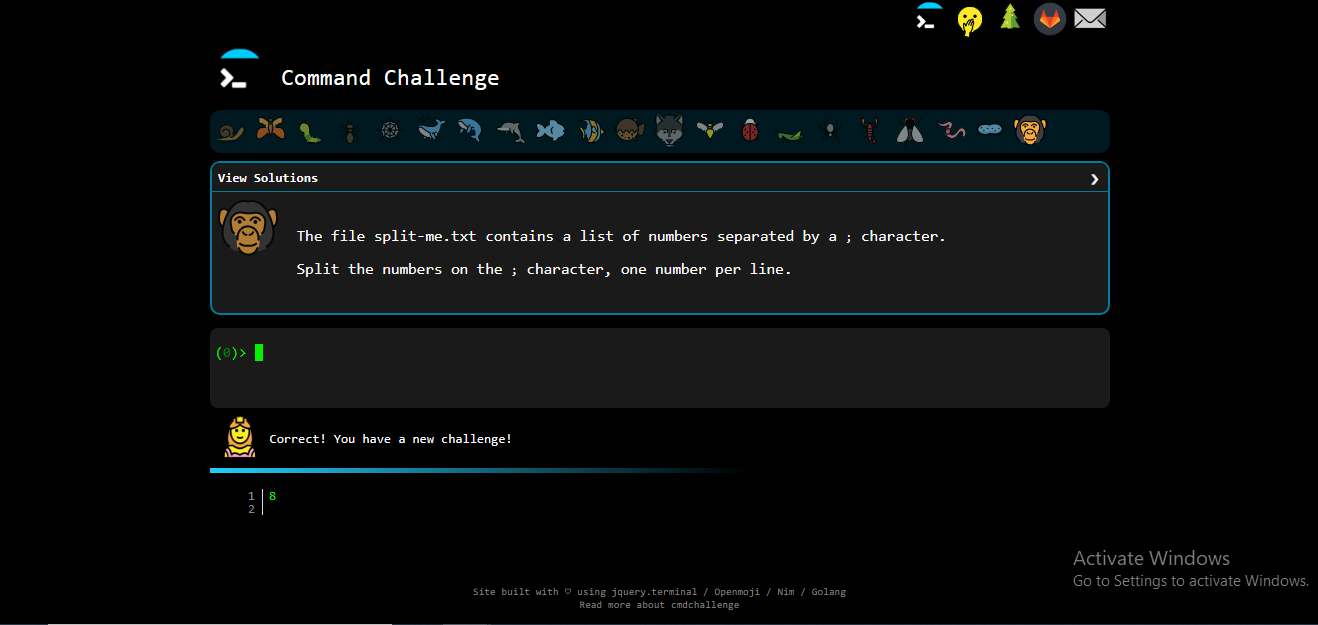 Command Challenge
View Solutions ❯
The file split-me.txt contains a list of numbers separated by a ; character.
Split the numbers on the ; character, one number per line.
(0)>
Correct! You have a new challenge!
1 8
2
Activate Windows
Go to Settings to activate Windows.
Site built with ♡ using jquery.terminal / Openmoji / Nim / Golang
Read more about cmdchallenge